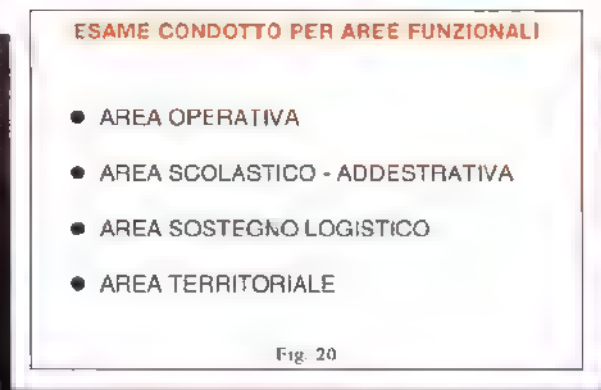 ESAME CONDOTTO PER AREE FUNZIONALI
● AREA OPERATIVA
● AREA SCOLASTICO - ADDESTRATIVA
● AREA SOSTEGNO LOGISTICO
● AREA TERRITORIALE
Fig. 20